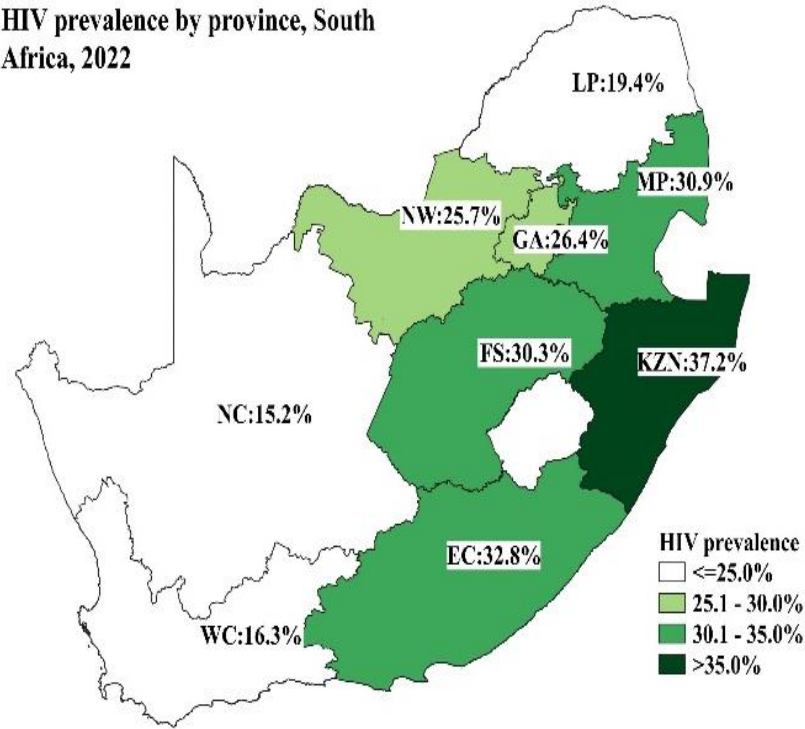 HIV prevalence by province, South
Africa, 2022
LP:19.4%
MP:30.9%
NW:25.7%
GA:26.4%
FS:30.3%
KZN:37.2%
NC:15.2%
EC:32.8%
WC:16.3%
HIV prevalence
<=25.0%
25.1 - 30.0%
30.1 - 35.0%
>35.0%